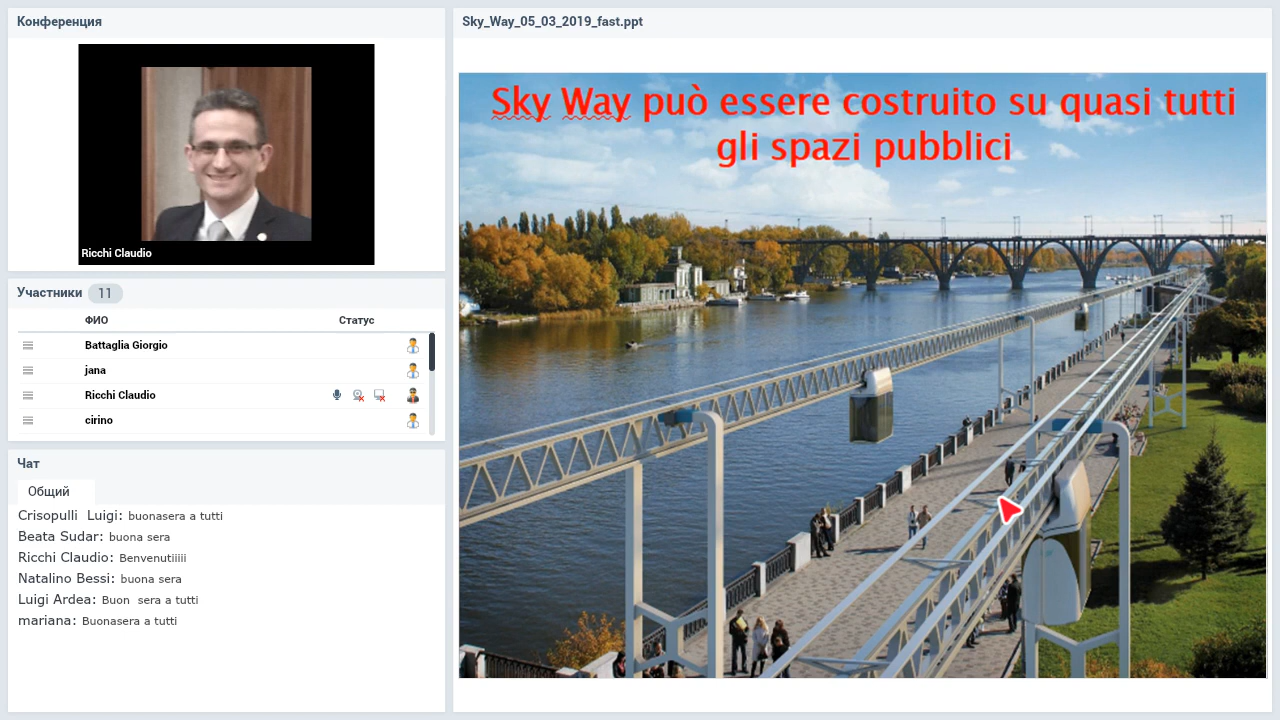 Конференция
Ricchi Claudio
Участники 11
ФИО Статус
Battaglia Giorgio
jana
Ricchi Claudio
cirino
Чат
Общий
Crisopulli Luigi: buonasera a tutti
Beata Sudar: buona sera
Ricchi Claudio: Benvenutiiiii
Natalino Bessi: buona sera
Luigi Ardea: Buon sera a tutti
mariana: Buonasera a tutti
Sky_Way_05_03_2019_fast.ppt
Sky Way può essere costruito su quasi tutti
gli spazi pubblici